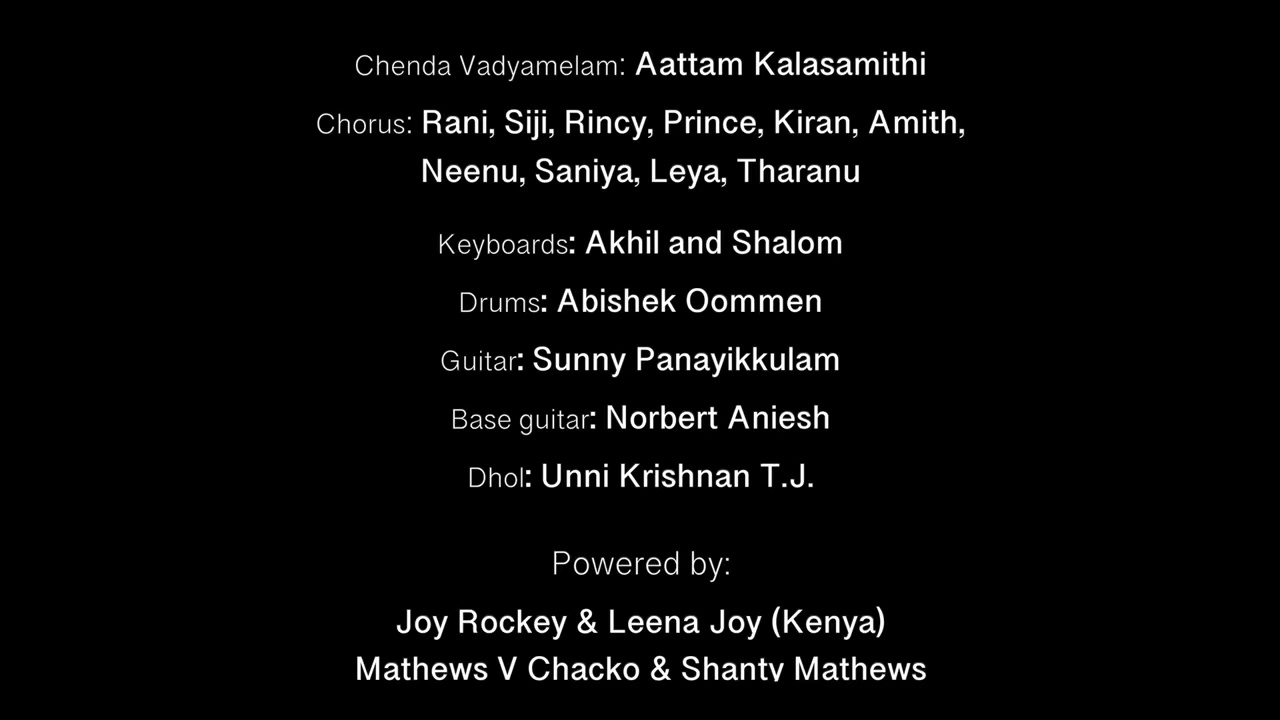 Chenda Vadyamelam: Aattam Kalasamithi
Chorus: Rani, Siji, Rincy, Prince, Kiran, Amith,
Neenu, Saniya, Leya, Tharanu
Keyboards: Akhil and Shalom
Drums: Abishek Oommen
Guitar: Sunny Panayikkulam
Base guitar: Norbert Aniesh
Dhol: Unni Krishnan T.J.
Powered by:
Joy Rockey & Leena Joy (Kenya)
Mathews V Chacko & Shanty Mathews